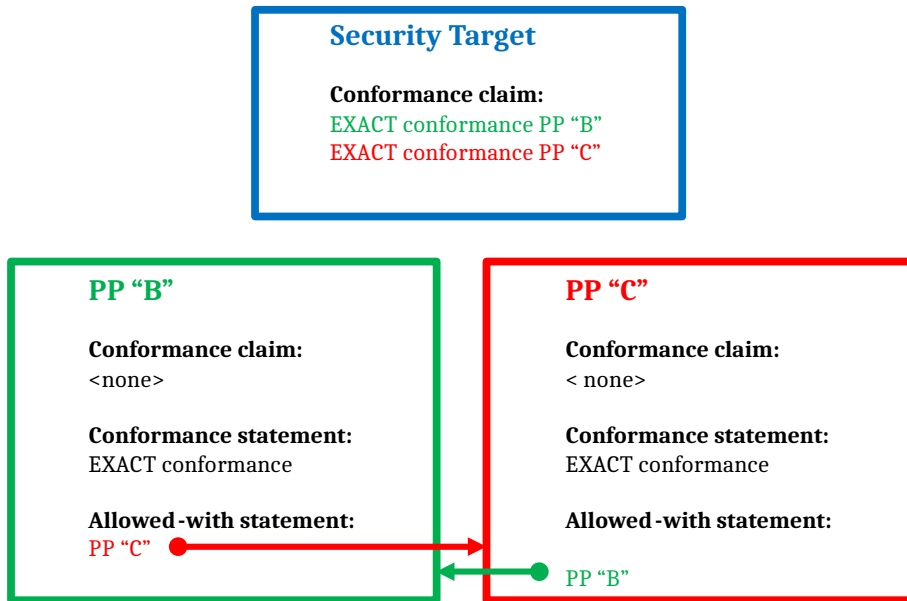 Security Target
Conformance claim:
EXACT conformance PP “B”
EXACT conformance PP “C”
PP “B”
Conformance claim:
<none>
Conformance statement:
EXACT conformance
Allowed-with statement:
PP “C”
PP “C”
Conformance claim:
< none>
Conformance statement:
EXACT conformance
Allowed-with statement:
PP “B”